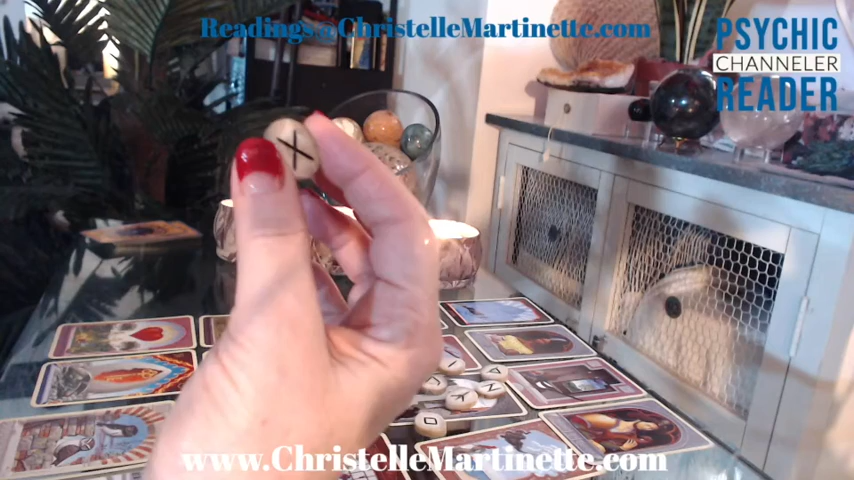 Readings@ChristelleMartinette.com
PSYCHIC
CHANNELER
READER
www.ChristelleMartinette.com